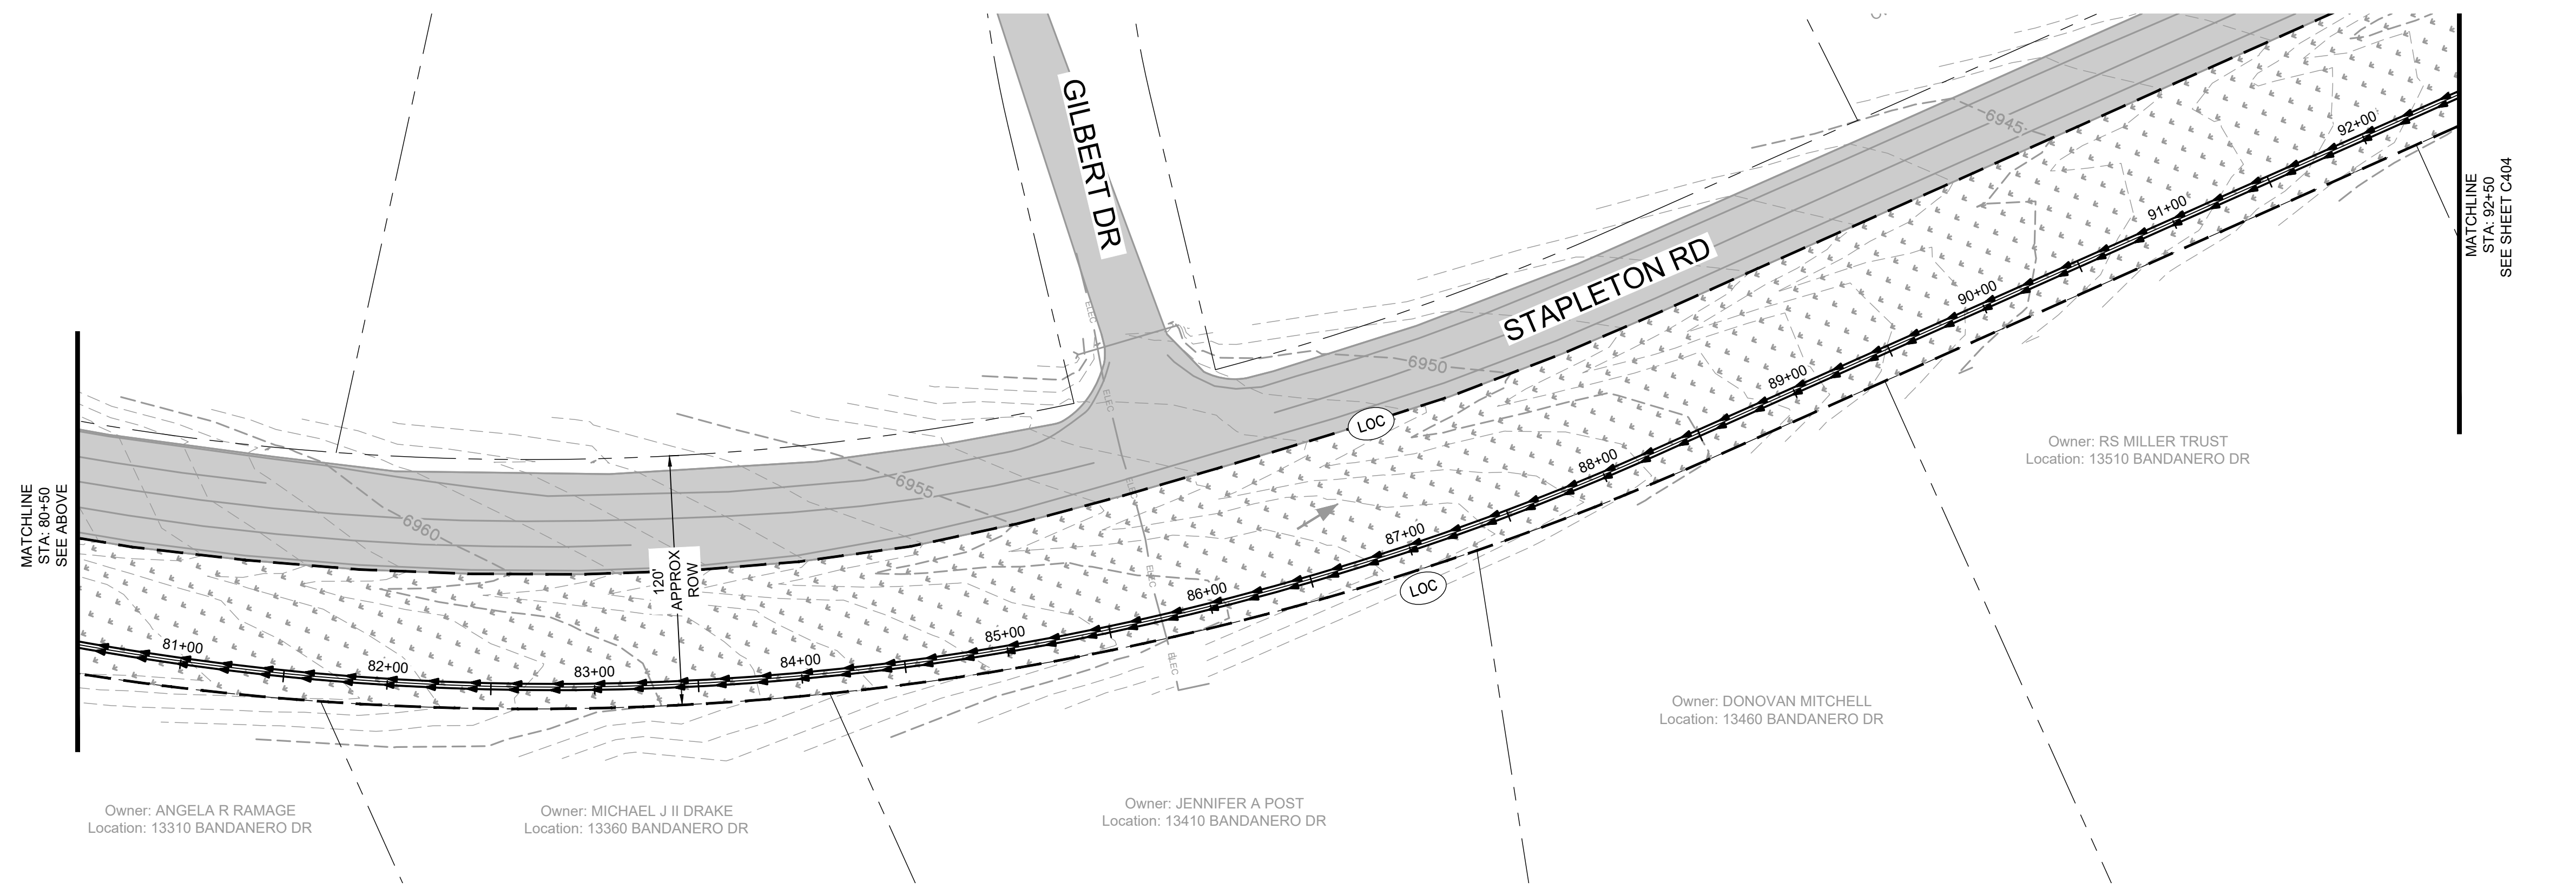 GILBERT DR
STAPLETON RD
6945
6950
6955
6960
92+00
91+00
90+00
89+00
88+00
87+00
86+00
85+00
84+00
83+00
82+00
81+00
LOC
LOC
ELEC
ELEC
ELEC
ELEC
ELEC
120'
APPROX
ROW
MATCHLINE
STA: 80+50
SEE ABOVE
MATCHLINE
STA: 92+50
SEE SHEET C404
Owner: RS MILLER TRUST
Location: 13510 BANDANERO DR
Owner: DONOVAN MITCHELL
Location: 13460 BANDANERO DR
Owner: JENNIFER A POST
Location: 13410 BANDANERO DR
Owner: MICHAEL J II DRAKE
Location: 13360 BANDANERO DR
Owner: ANGELA R RAMAGE
Location: 13310 BANDANERO DR